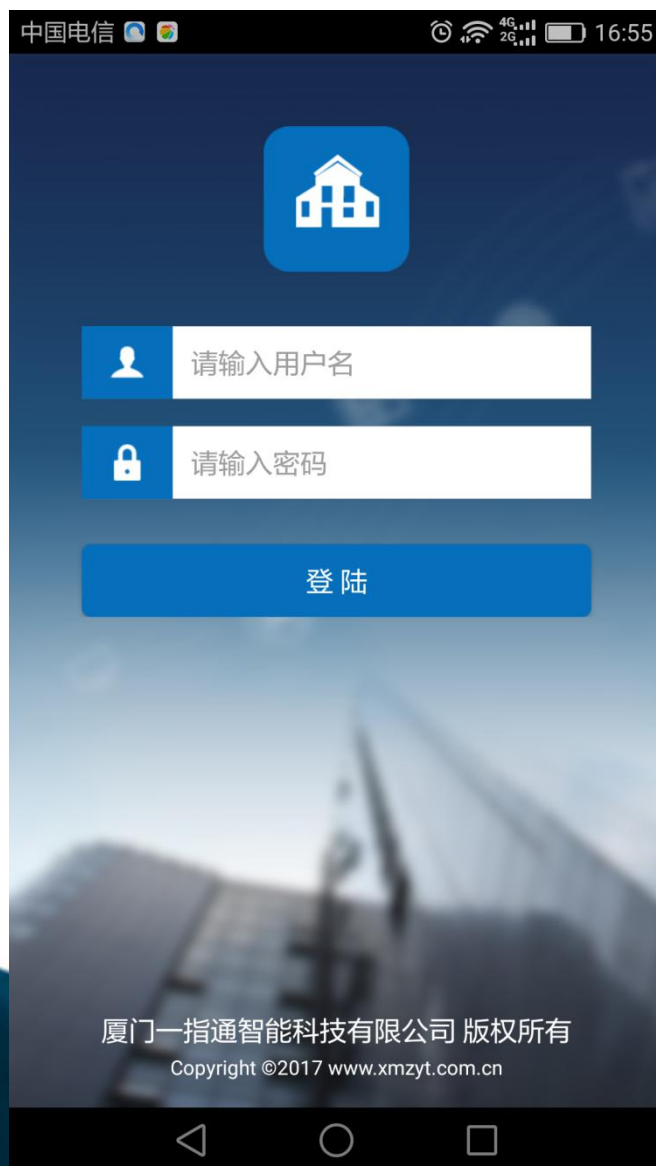 中国电信 4G 2G 16:55
请输入用户名
请输入密码
登陆
厦门一指通智能科技有限公司 版权所有
Copyright ©2017 www.xmzyt.com.cn